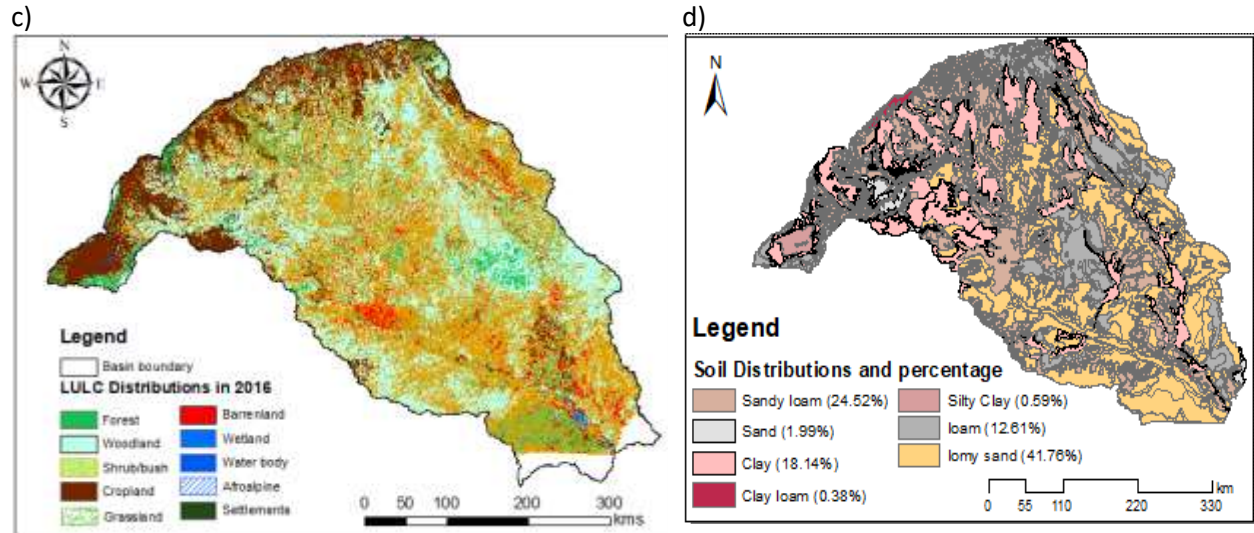 c)
N
W E
S
Legend
Basin boundary
LULC Distributions in 2016
Forest
Woodland
Shrub/bush
Cropland
Grassland
Barrenland
Wetland
Water body
Afroalpine
Settlements
0 50 100 200 300
kms
d)
N
Legend
Soil Distributions and percentage
Sandy loam (24.52%)
Sand (1.99%)
Clay (18.14%)
Clay loam (0.38%)
Silty Clay (0.59%)
loam (12.61%)
lomy sand (41.76%)
km
0 55 110 220 330